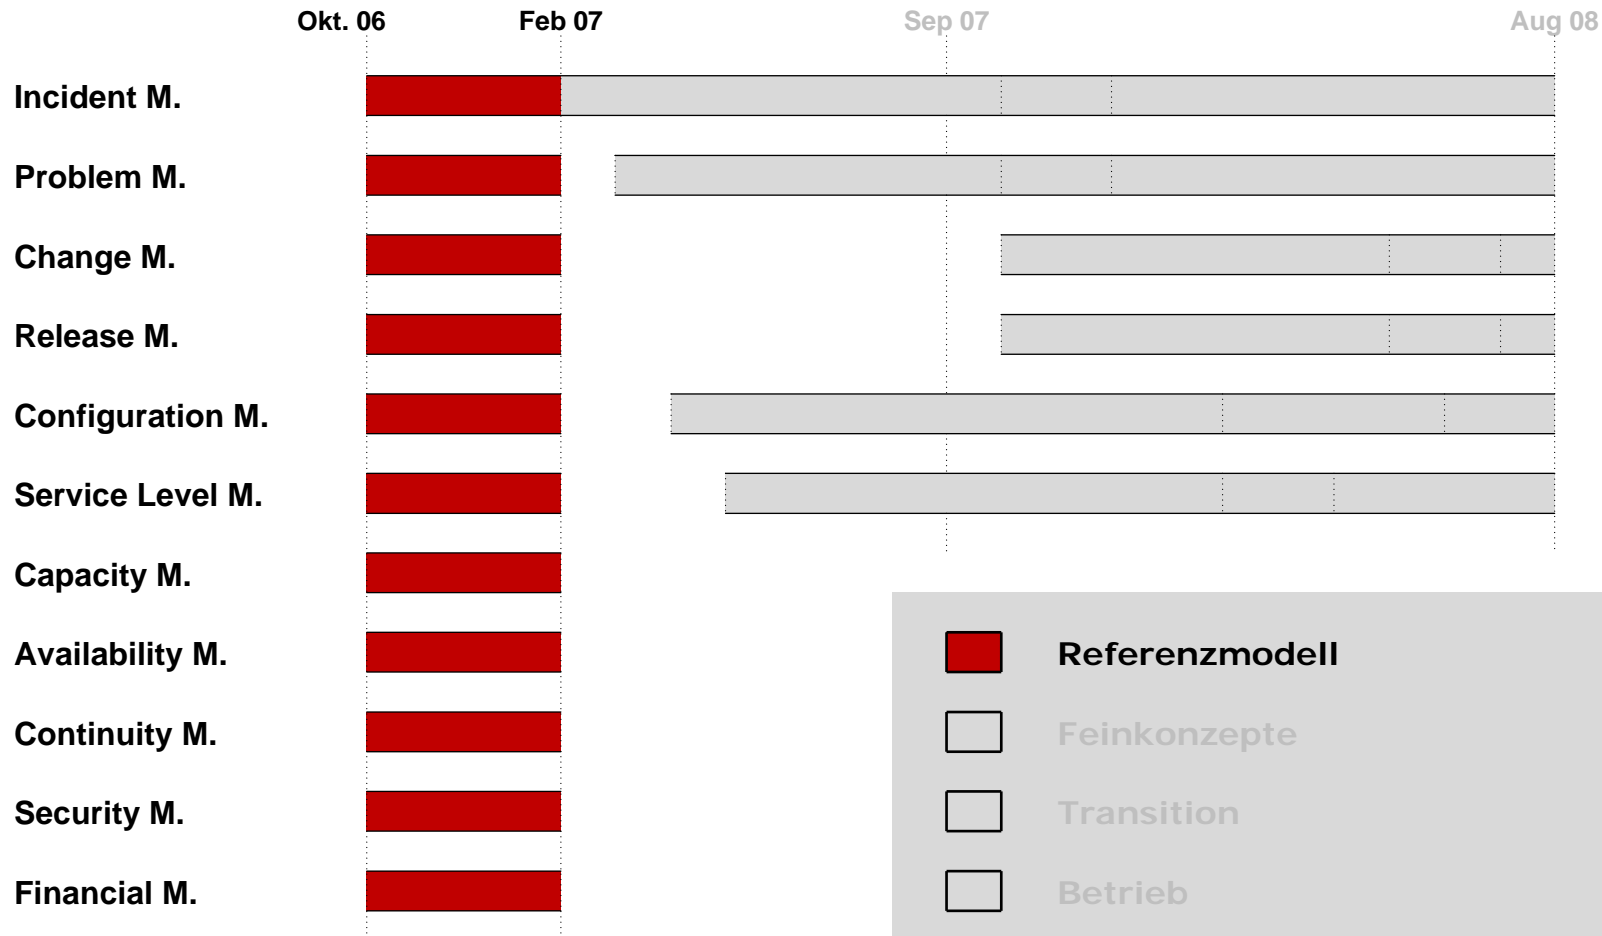 Okt. 06 Feb 07 Sep 07 Aug 08
Incident M.
Problem M.
Change M.
Release M.
Configuration M.
Service Level M.
Capacity M.
Availability M.
Continuity M.
Security M.
Financial M.
Referenzmodell
Feinkonzepte
Transition
Betrieb